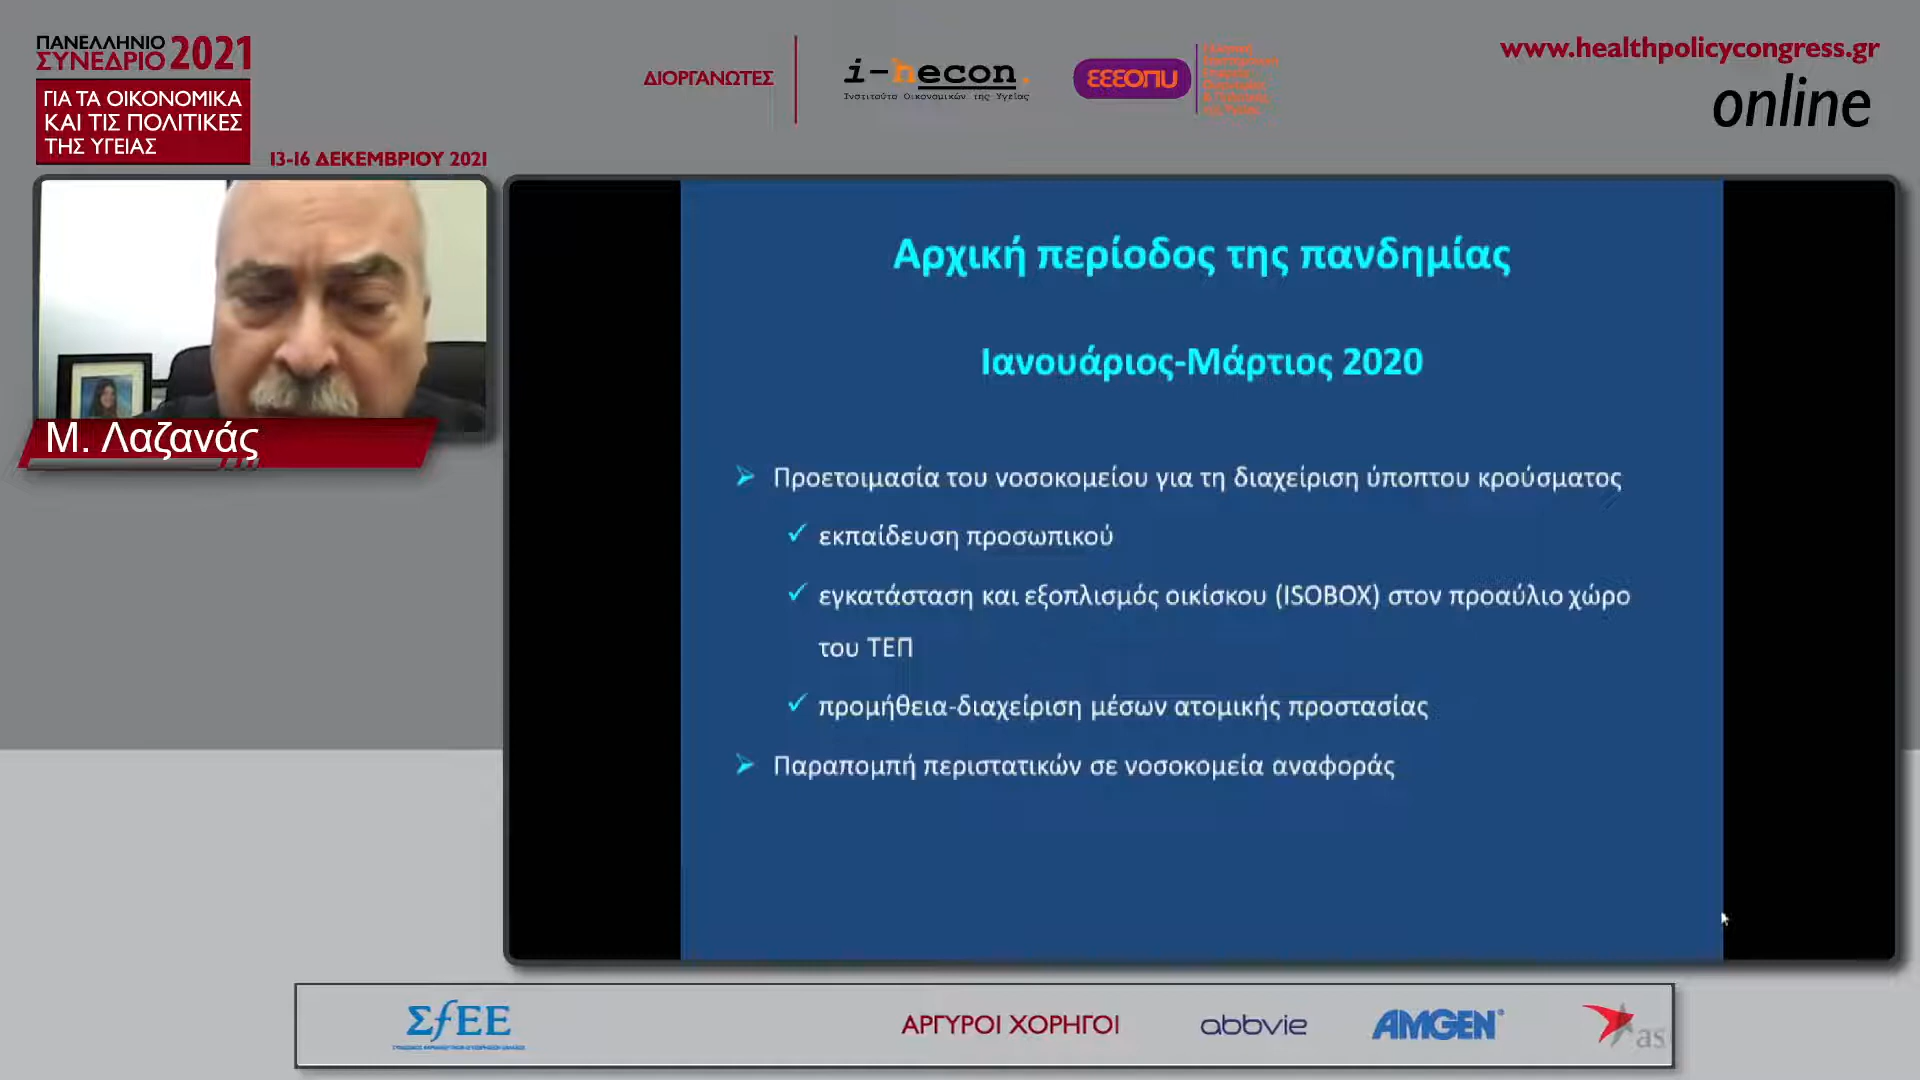 ΠΑΝΕΛΛΗΝΙΟ
ΣΥΝΕΔΡΙΟ 2021
ΓΙΑ ΤΑ ΟΙΚΟΝΟΜΙΚΑ
ΚΑΙ ΤΙΣ ΠΟΛΙΤΙΚΕΣ
ΤΗΣ ΥΓΕΙΑΣ
13-16 ΔΕΚΕΜΒΡΙΟΥ 2021
ΔΙΟΡΓΑΝΩΤΕΣ
i-hecon.
Ινστιτούτο Οικονομικών της Υγείας
ΕΕΕΟΠΥ
www.healthpolicycongress.gr
online
Μ. Λαζανάς
Αρχική περίοδος της πανδημίας
Ιανουάριος-Μάρτιος 2020
Προετοιμασία του νοσοκομείου για τη διαχείριση ύποπτου κρούσματος
εκπαίδευση προσωπικού
εγκατάσταση και εξοπλισμός οικίσκου (ISOBOX) στον προαύλιο χώρο
του ΤΕΠ
προμήθεια-διαχείριση μέσων ατομικής προστασίας
Παραπομπή περιστατικών σε νοσοκομεία αναφοράς
ΣfΕΕ
ΑΡΓΥΡΟΙ ΧΟΡΗΓΟΙ
abbvie
AMGEN®
as